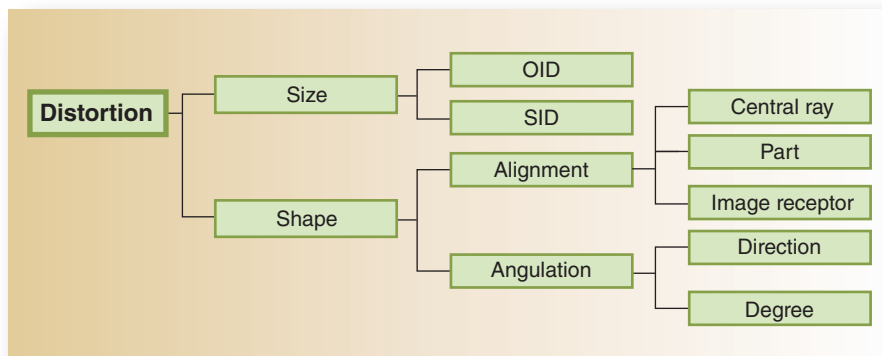 Distortion
Size
OID
SID
Shape
Alignment
Central ray
Part
Image receptor
Angulation
Direction
Degree